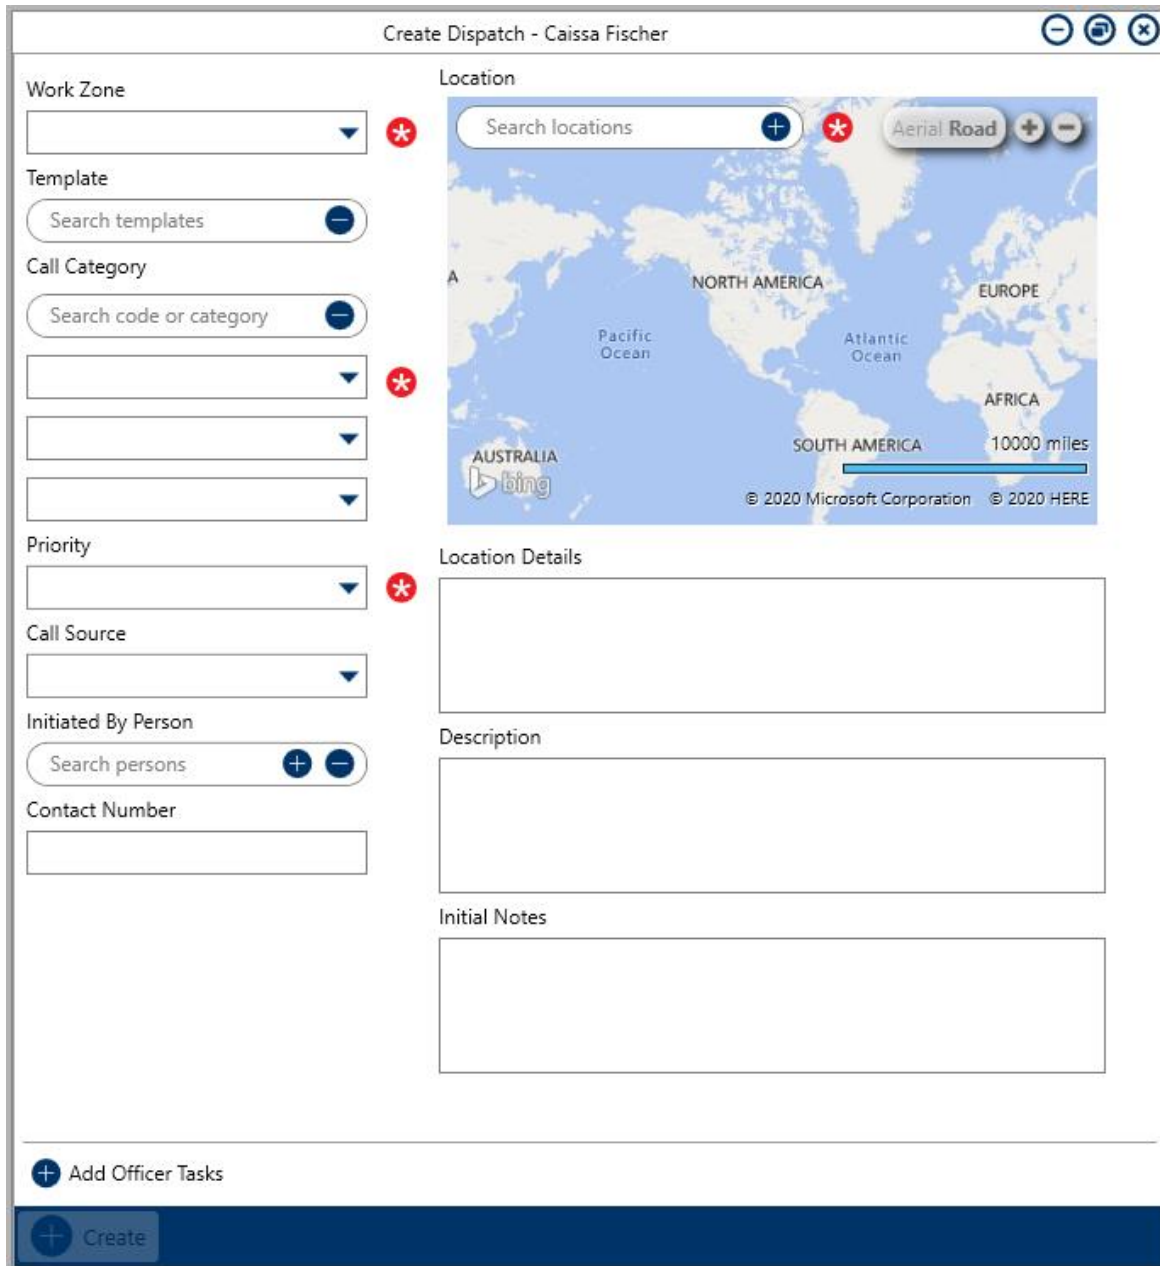 Create Dispatch - Caissa Fischer
Work Zone
Template
Search templates
Call Category
Search code or category
Priority
Call Source
Initiated By Person
Search persons
Contact Number
Location
Search locations
Aerial Road
A
NORTH AMERICA
EUROPE
Pacific
Ocean
Atlantic
Ocean
AFRICA
SOUTH AMERICA
10000 miles
AUSTRALIA
bing
© 2020 Microsoft Corporation © 2020 HERE
Location Details
Description
Initial Notes
Add Officer Tasks
Create